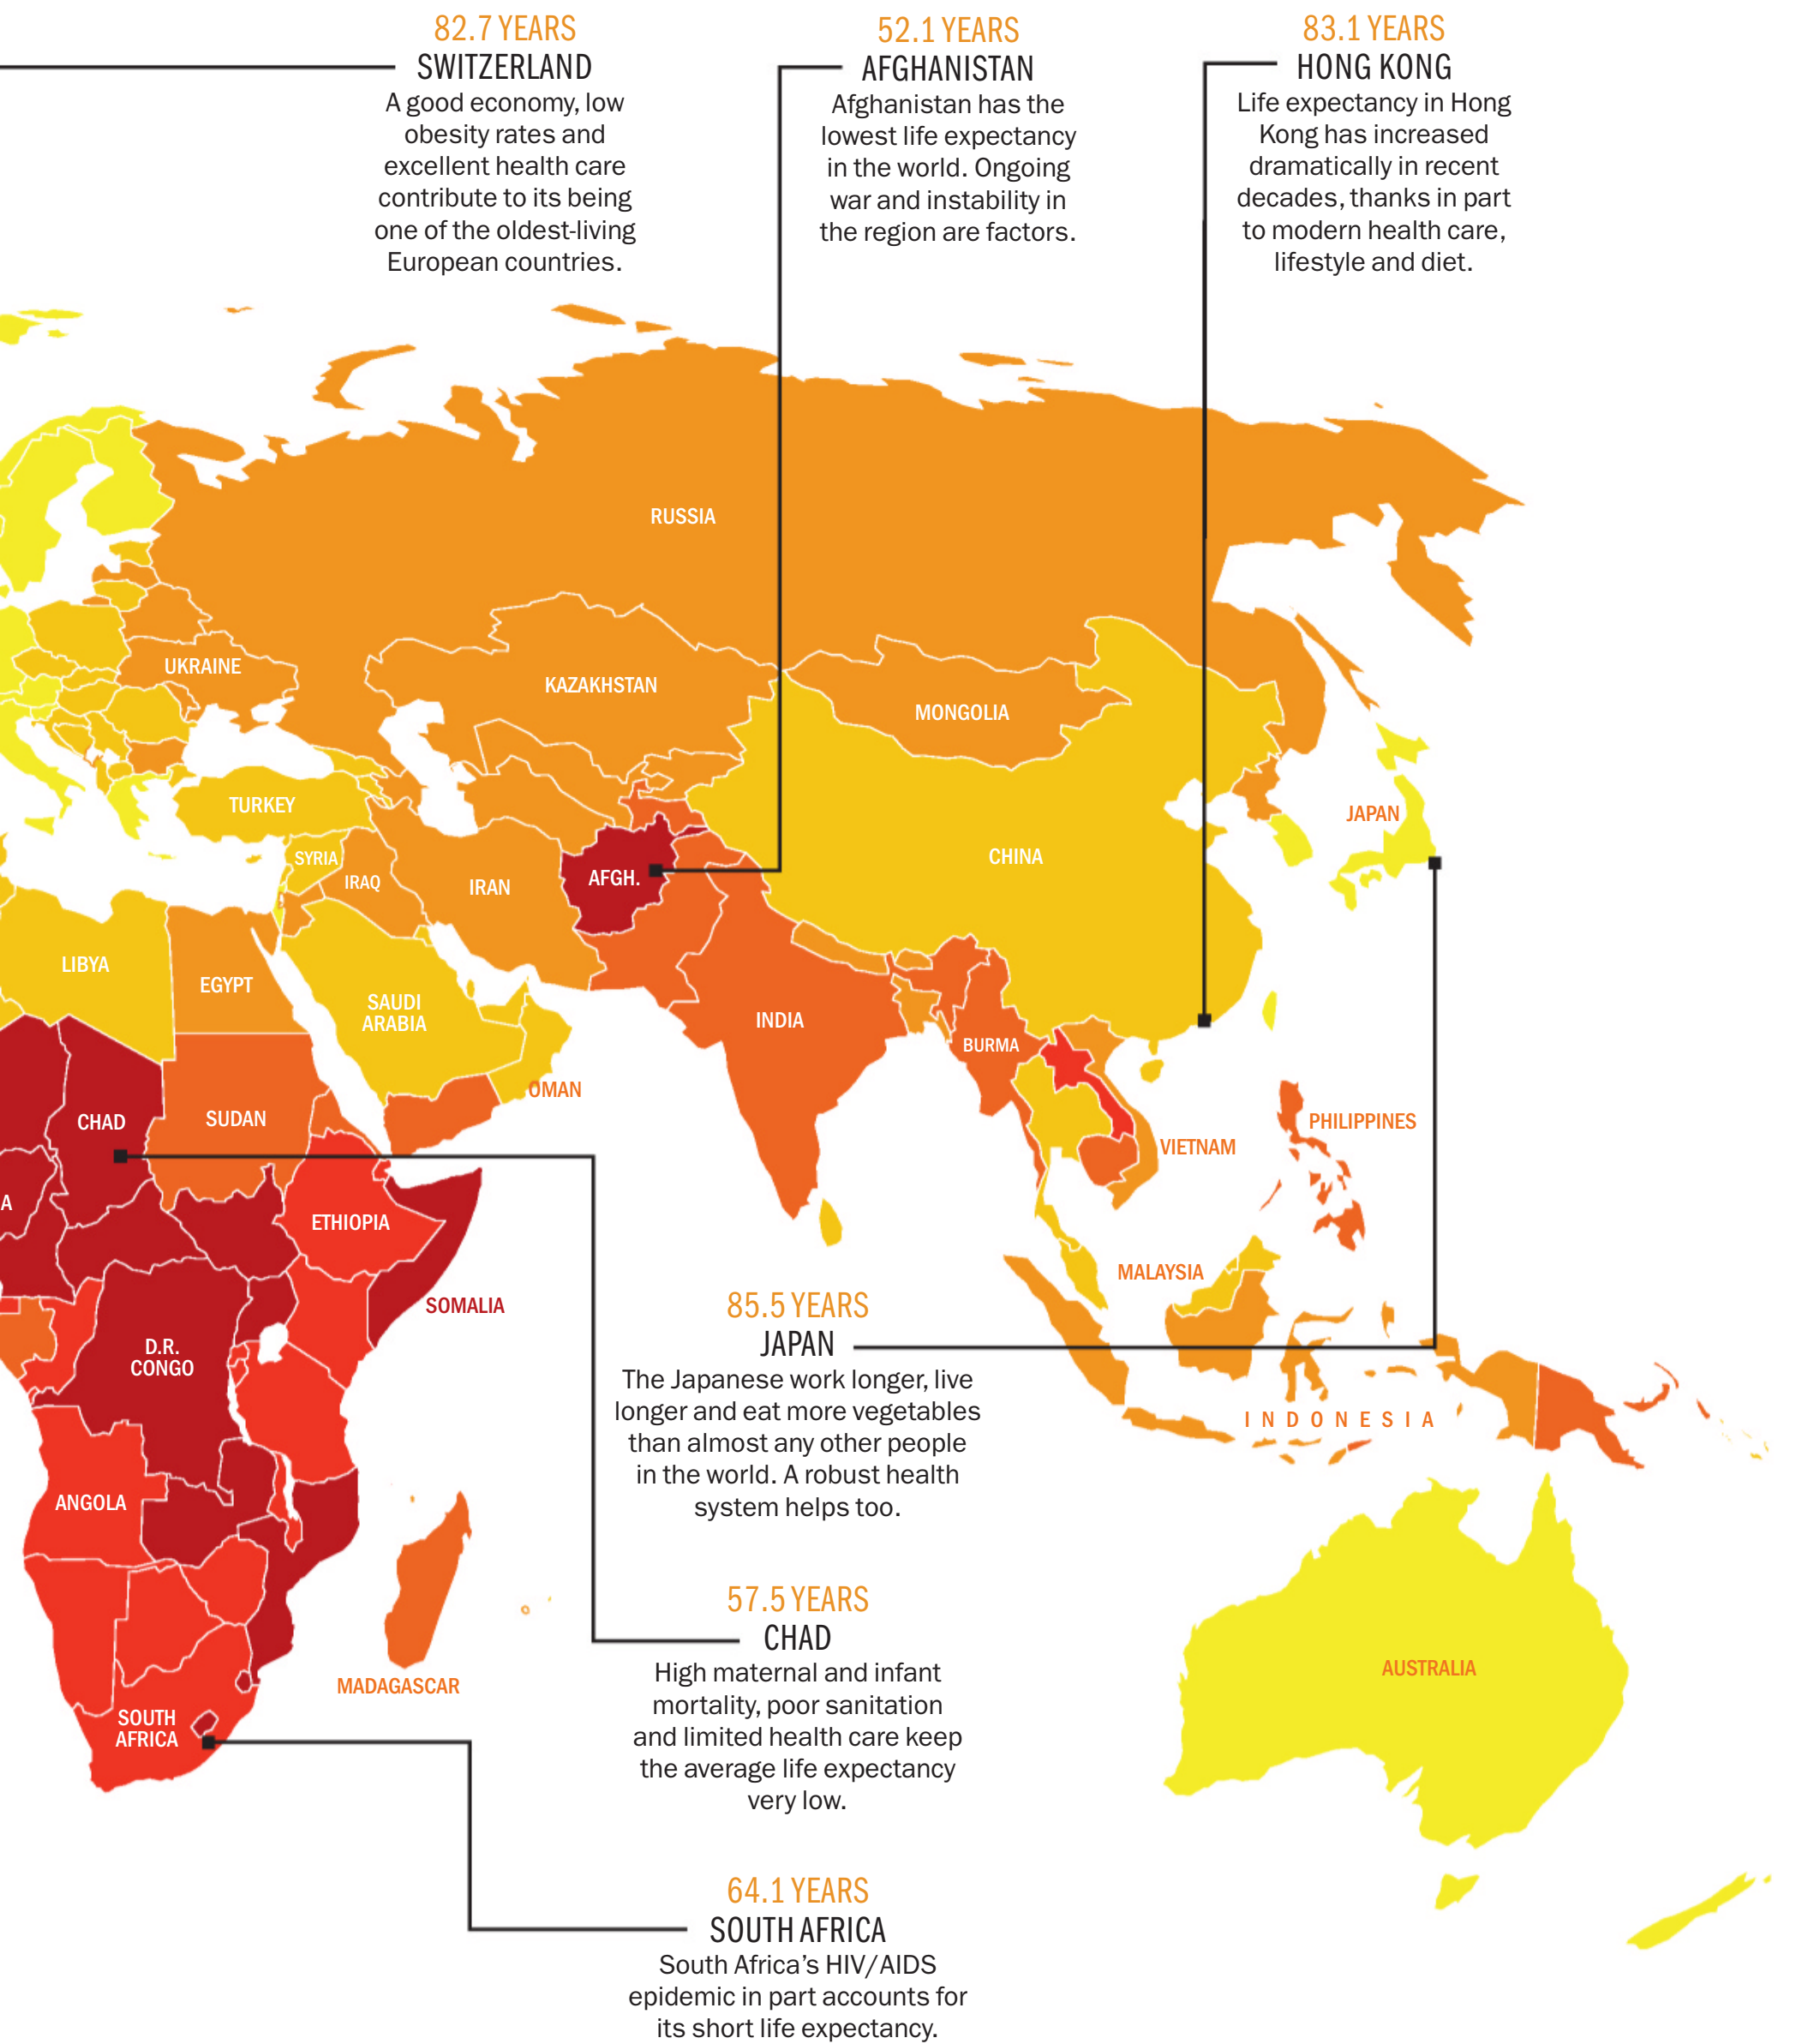 82.7 YEARS
SWITZERLAND
A good economy, low
obesity rates and
excellent health care
contribute to its being
one of the oldest-living
European countries.
52.1 YEARS
AFGHANISTAN
Afghanistan has the
lowest life expectancy
in the world. Ongoing
war and instability in
the region are factors.
83.1 YEARS
HONG KONG
Life expectancy in Hong
Kong has increased
dramatically in recent
decades, thanks in part
to modern health care,
lifestyle and diet.
RUSSIA
UKRAINE
KAZAKHSTAN
MONGOLIA
TURKEY
JAPAN
SYRIA
IRAQ
IRAN
AFGH.
CHINA
LIBYA
EGYPT
SAUDI
ARABIA
INDIA
BURMA
OMAN
CHAD
SUDAN
PHILIPPINES
VIETNAM
A
ETHIOPIA
MALAYSIA
SOMALIA
D.R.
CONGO
INDONESIA
85.5 YEARS
JAPAN
The Japanese work longer, live
longer and eat more vegetables
than almost any other people
in the world. A robust health
system helps too.
ANGOLA
MADAGASCAR
AUSTRALIA
SOUTH
AFRICA
57.5 YEARS
CHAD
High maternal and infant
mortality, poor sanitation
and limited health care keep
the average life expectancy
very low.
64.1 YEARS
SOUTH AFRICA
South Africa's HIV/AIDS
epidemic in part accounts for
its short life expectancy.